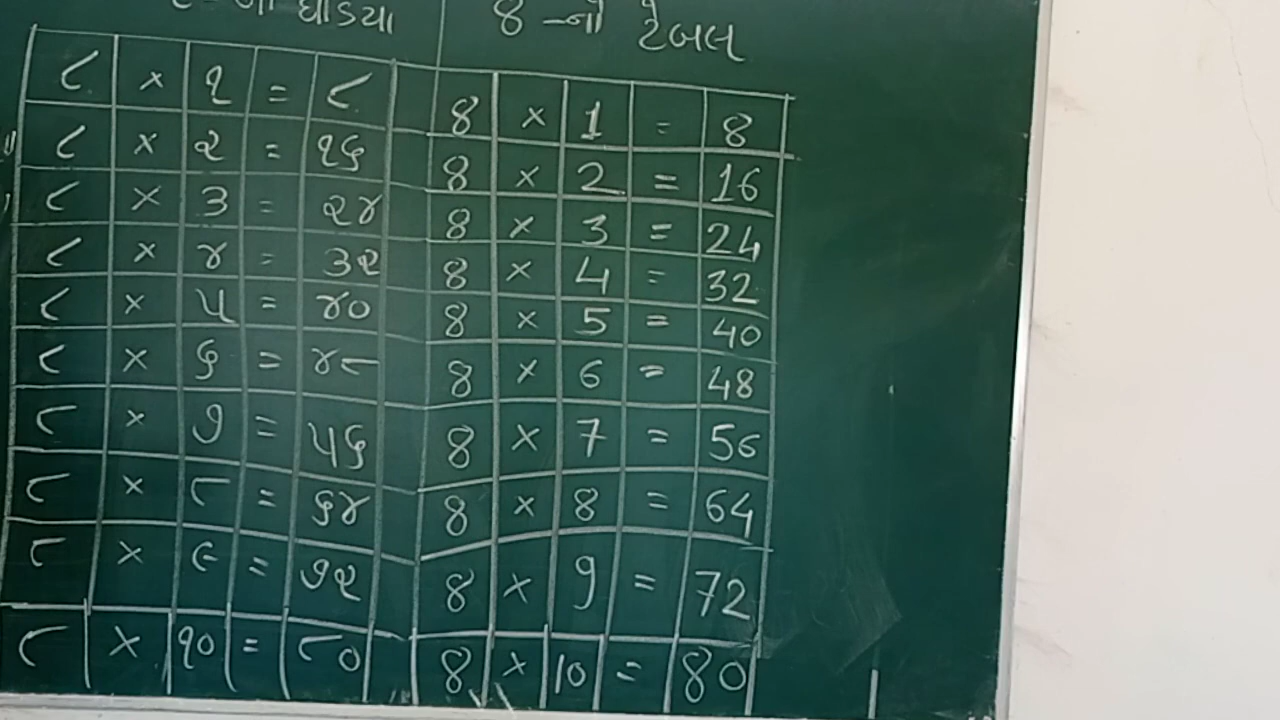 ૮ ના ઘડિયા 8 નો ટેબલ
૮ × ૧ = ૮ 8 × 1 = 8
૮ × ૨ = ૧૬ 8 × 2 = 16
૮ × ૩ = ૨૪ 8 × 3 = 24
૮ × ૪ = ૩૨ 8 × 4 = 32
૮ × ૫ = ૪૦ 8 × 5 = 40
૮ × ૬ = ૪૮ 8 × 6 = 48
૮ × ૭ = ૫૬ 8 × 7 = 56
૮ × ૮ = ૬૪ 8 × 8 = 64
૮ × ૯ = ૭૨ 8 × 9 = 72
૮ × ૧૦ = ૮૦ 8 × 10 = 80